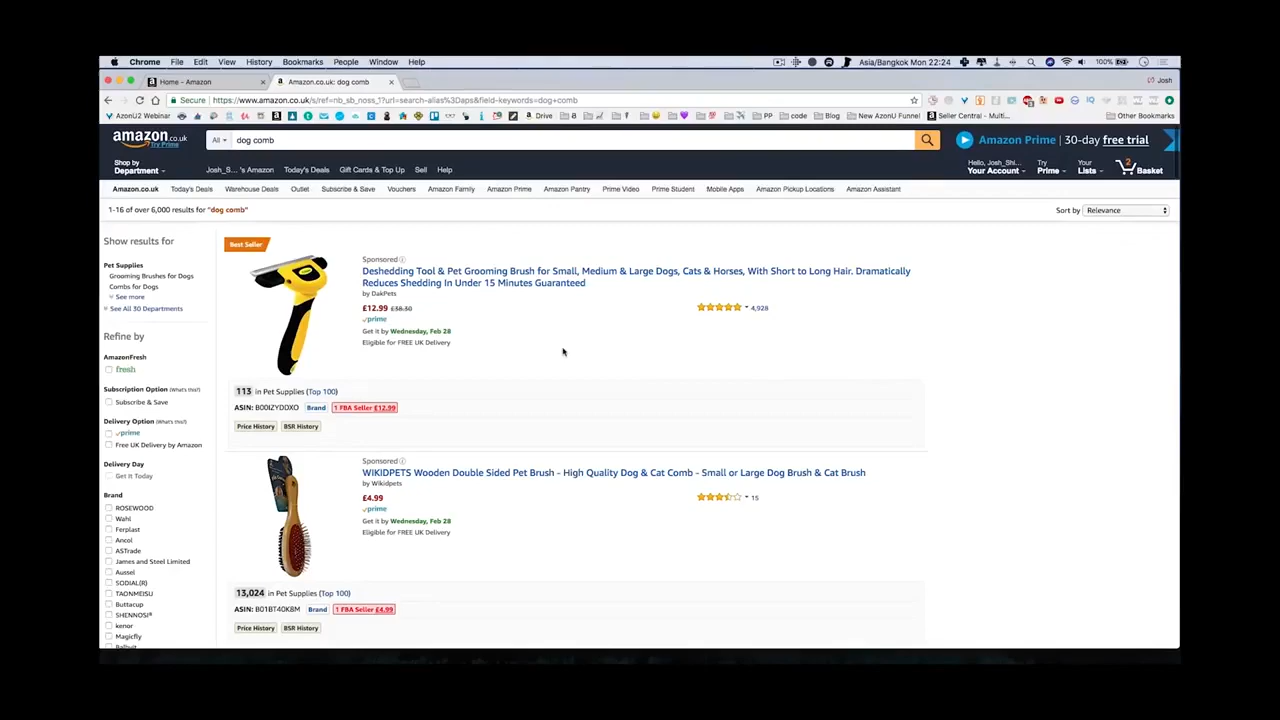 Chrome File Edit View History Bookmarks People Window Help
Asia/Bangkok Mon 22:24 100%
Home - Amazon
Amazon.co.uk: dog comb
Josh
Secure https://www.amazon.co.uk/s/ref=nb_sb_noss_1?url=search-alias%3Daps&field-keywords=dog+comb
AzonU2 Webinar Drive B PP code Blog New AzonU Funnel Seller Central - Multi... Other Bookmarks
amazon.co.uk
Try Prime
All dog comb
Amazon Prime | 30-day free trial
Shop by
Department
Josh_S...'s Amazon Today's Deals Gift Cards & Top Up Sell Help
Hello, Josh_Shi...
Your Account
Try
Prime
Your
Lists
2
Basket
Amazon.co.uk Today's Deals Warehouse Deals Outlet Subscribe & Save Vouchers Amazon Family Amazon Prime Amazon Pantry Prime Video Prime Student Mobile Apps Amazon Pickup Locations Amazon Assistant
1-16 of over 6,000 results for "dog comb"
Sort by Relevance
Show results for
Pet Supplies
Grooming Brushes for Dogs
Combs for Dogs
See more
See All 30 Departments
Refine by
AmazonFresh
fresh
Subscription Option (What's this?)
Subscribe & Save
Delivery Option (What's this?)
prime
Free UK Delivery by Amazon
Delivery Day
Get It Today
Brand
ROSEWOOD
Wahl
Ferplast
Ancol
ASTrade
James and Steel Limited
Aussel
SODIAL(R)
TAONMEISU
Buttacup
SHENNOSI®
kenor
Magicfly
Best Seller
Sponsored
Deshedding Tool & Pet Grooming Brush for Small, Medium & Large Dogs, Cats & Horses, With Short to Long Hair. Dramatically
Reduces Shedding In Under 15 Minutes Guaranteed
by DakPets
£12.99 £38.30
4,928
prime
Get it by Wednesday, Feb 28
Eligible for FREE UK Delivery
113 in Pet Supplies (Top 100)
ASIN: B00IZYDOXO Brand 1 FBA Seller £12.99
Price History BSR History
Sponsored
WIKIDPETS Wooden Double Sided Pet Brush - High Quality Dog & Cat Comb - Small or Large Dog Brush & Cat Brush
by Wikidpets
£4.99
15
prime
Get it by Wednesday, Feb 28
Eligible for FREE UK Delivery
13,024 in Pet Supplies (Top 100)
ASIN: B01BT40K8M Brand 1 FBA Seller £4.99
Price History BSR History